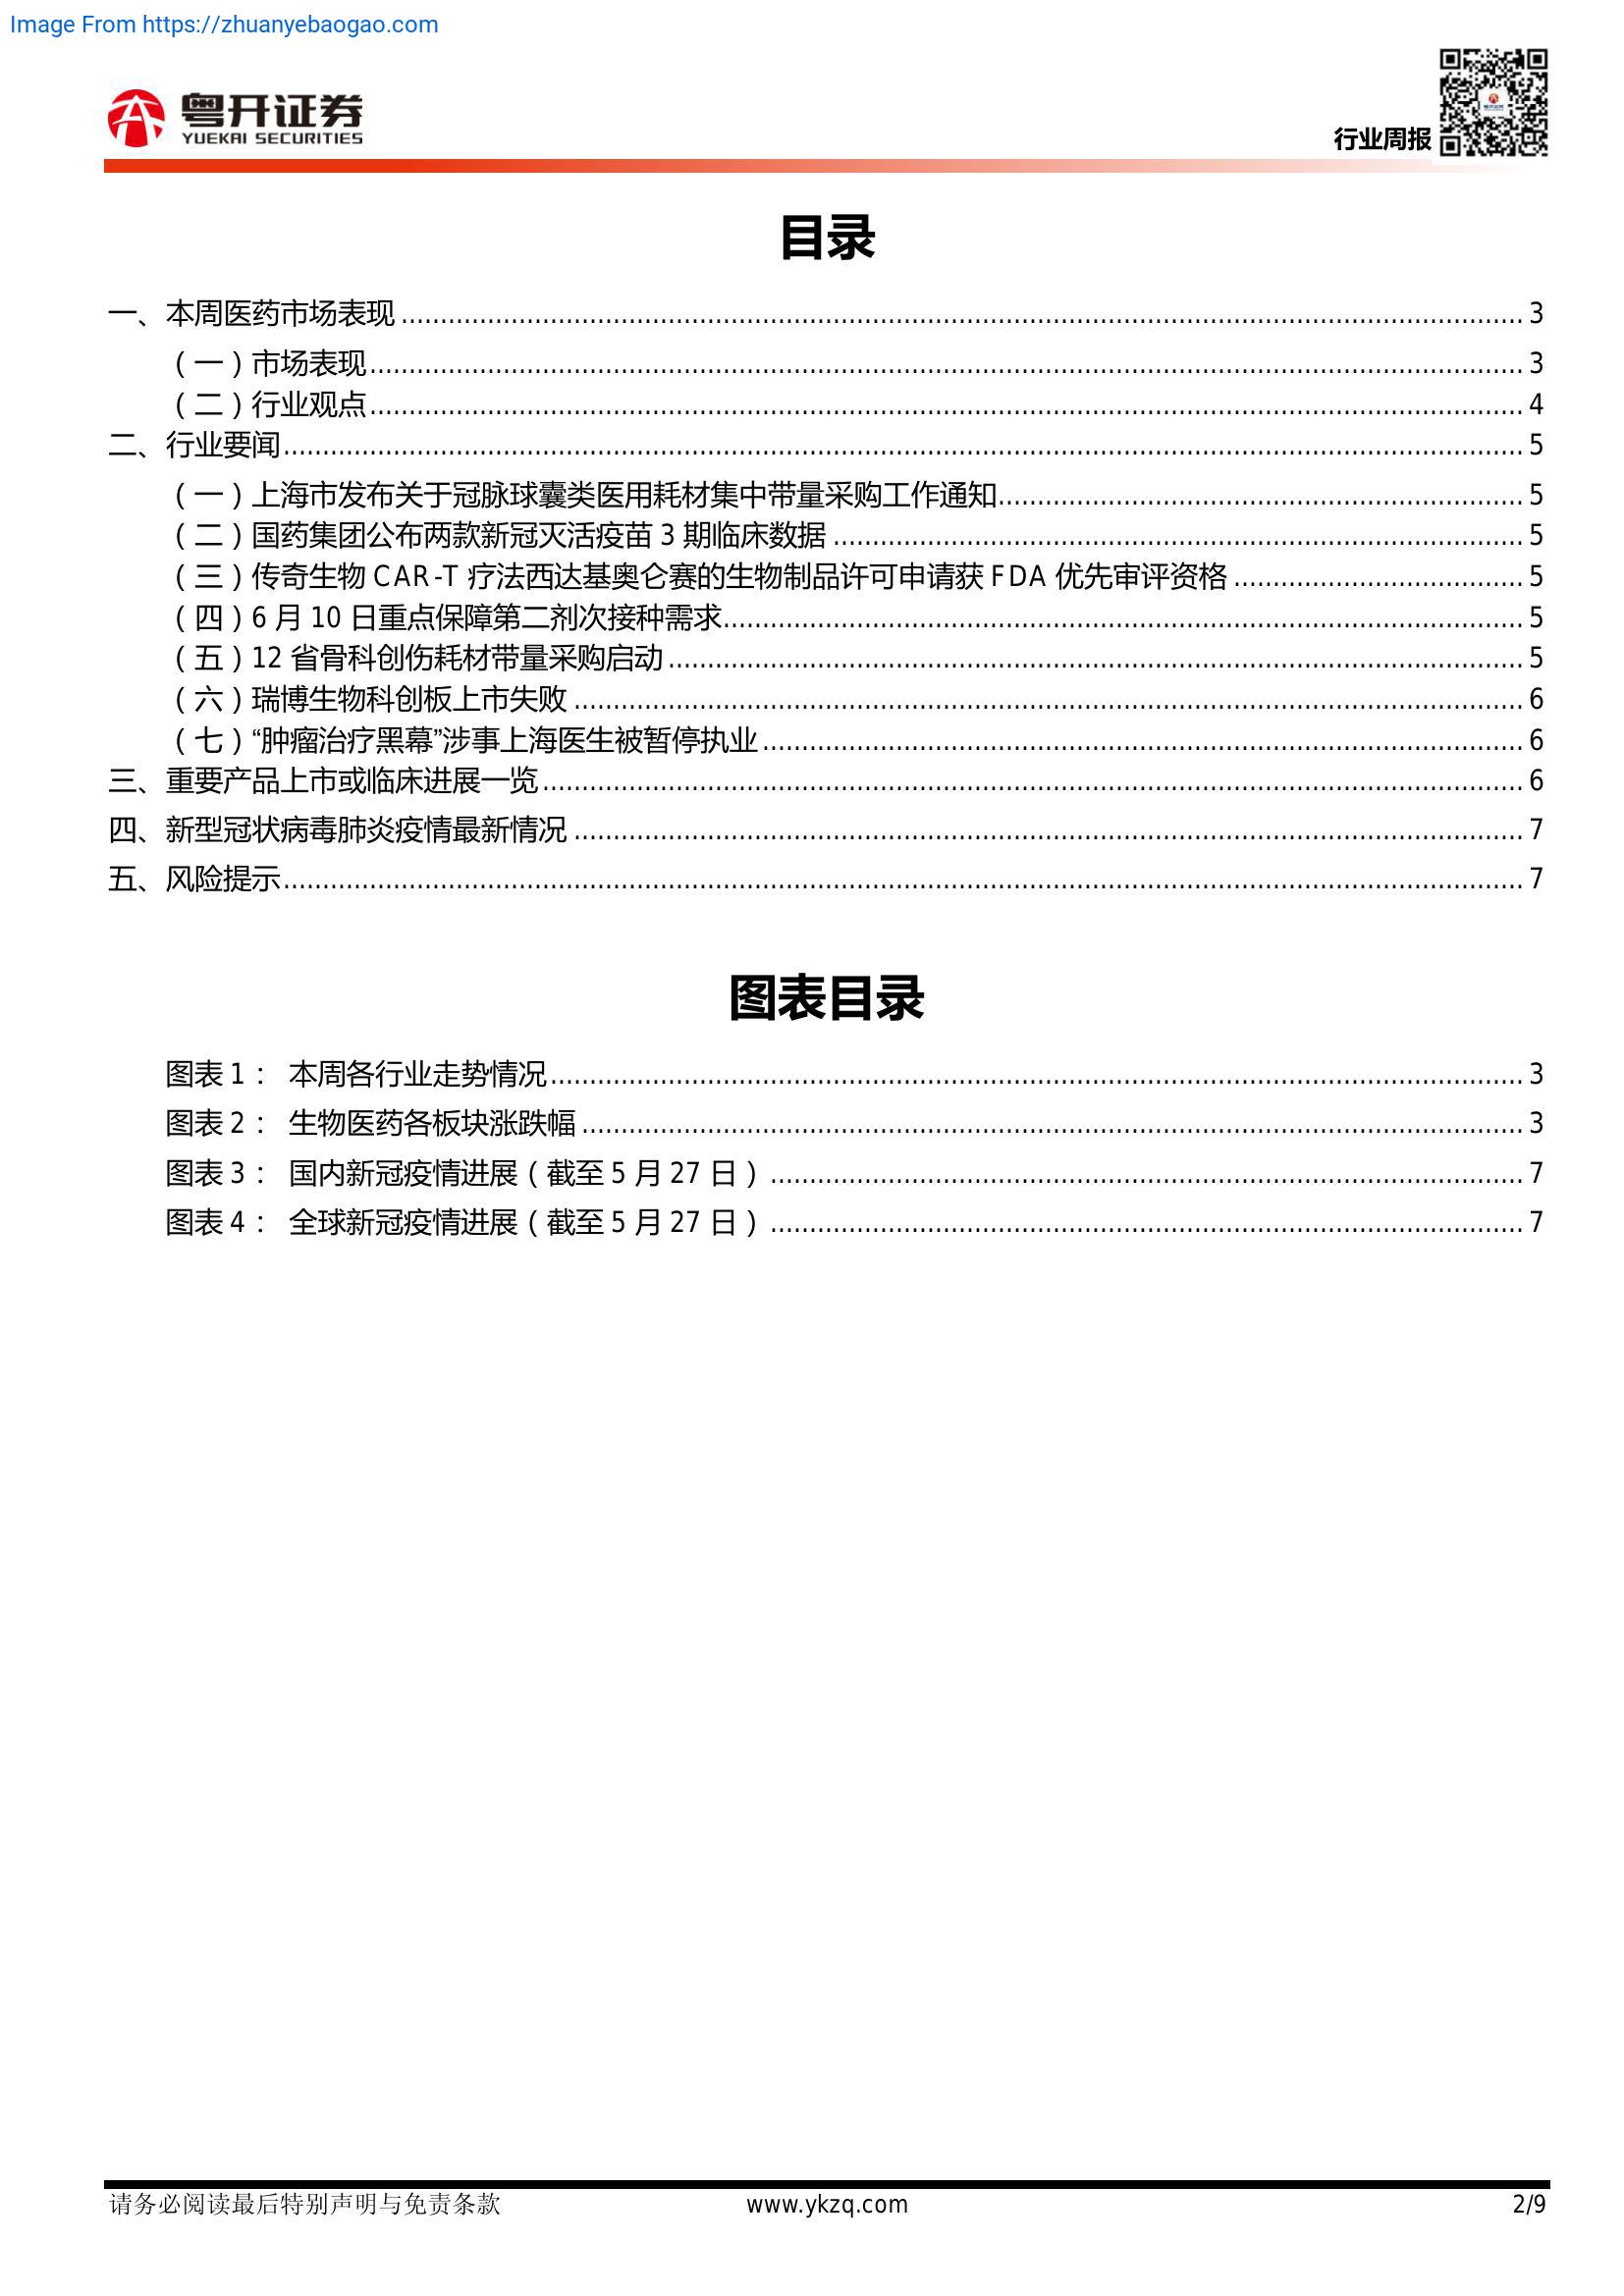 Image From https://zhuanyebaogao.com
粤开证券
YUEKAI SECURITIES
行业周报
目录
一、本周医药市场表现 3
（一）市场表现 3
（二）行业观点 4
二、行业要闻 5
（一）上海市发布关于冠脉球囊类医用耗材集中带量采购工作通知 5
（二）国药集团公布两款新冠灭活疫苗 3 期临床数据 5
（三）传奇生物 CAR-T 疗法西达基奥仑赛的生物制品许可申请获 FDA 优先审评资格 5
（四）6 月 10 日重点保障第二剂次接种需求 5
（五）12 省骨科创伤耗材带量采购启动 5
（六）瑞博生物科创板上市失败 6
（七）“肿瘤治疗黑幕”涉事上海医生被暂停执业 6
三、重要产品上市或临床进展一览 6
四、新型冠状病毒肺炎疫情最新情况 7
五、风险提示 7
图表目录
图表 1： 本周各行业走势情况 3
图表 2： 生物医药各板块涨跌幅 3
图表 3： 国内新冠疫情进展（截至 5 月 27 日） 7
图表 4： 全球新冠疫情进展（截至 5 月 27 日） 7
请务必阅读最后特别声明与免责条款 www.ykzq.com 2/9